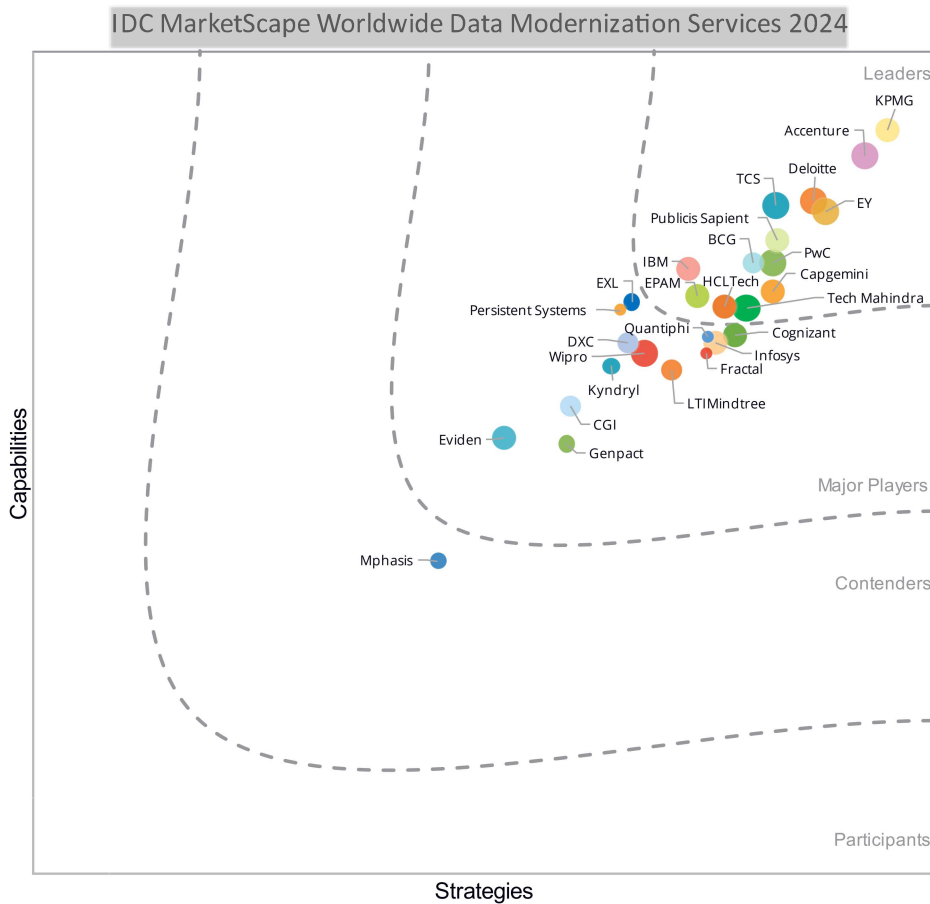 IDC MarketScape Worldwide Data Modernization Services 2024
Leaders
KPMG
Accenture
Deolitte
TCS
EY
Publicis Sapient
BCG
PwC
IBM
Capgemini
EXL
EPAM
HCLTech
Tech Mahindra
Persistent Systems
Quantiphi
Cognizant
DXC
Wipro
Infosys
Fractal
Kyndryl
LTIMindtree
CGI
Eviden
Genpact
Capabilities
Major Players
Mphasis
Contenders
Participants
Strategies